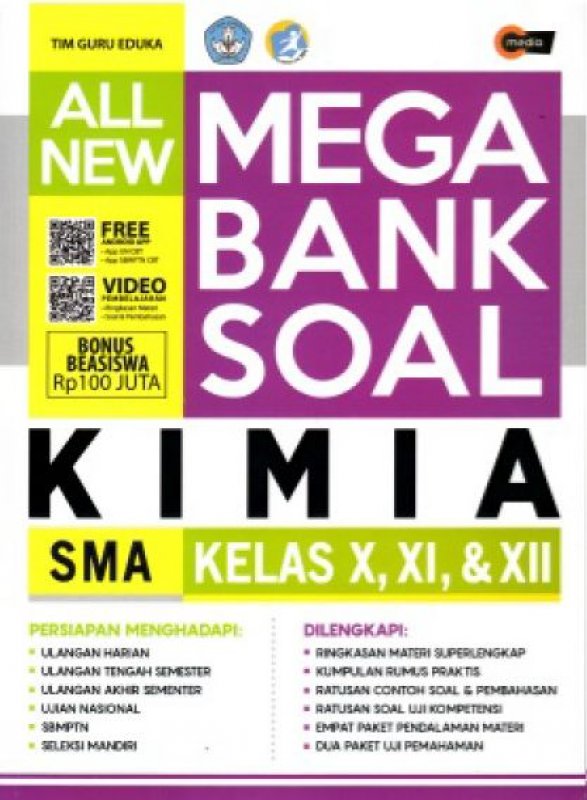 TIM GURU EDUKA
media
ALL
NEW
MEGA
BANK
SOAL
FREE
ANDROID APP
VIDEO
PEMBELAJARAN
BONUS
BEASISWA
Rp100 JUTA
KIMIA
SMA
KELAS X, XI, & XII
PERSIAPAN MENGHADAPI:
ULANGAN HARIAN
ULANGAN TENGAH SEMESTER
ULANGAN AKHIR SEMENTER
UJIAN NASIONAL
SBMPTN
SELEKSI MANDIRI
DILENGKAPI:
RINGKASAN MATERI SUPERLENGKAP
KUMPULAN RUMUS PRAKTIS
RATUSAN CONTOH SOAL & PEMBAHASAN
RATUSAN SOAL UJI KOMPETENSI
EMPAT PAKET PENDALAMAN MATERI
DUA PAKET UJI PEMAHAMAN